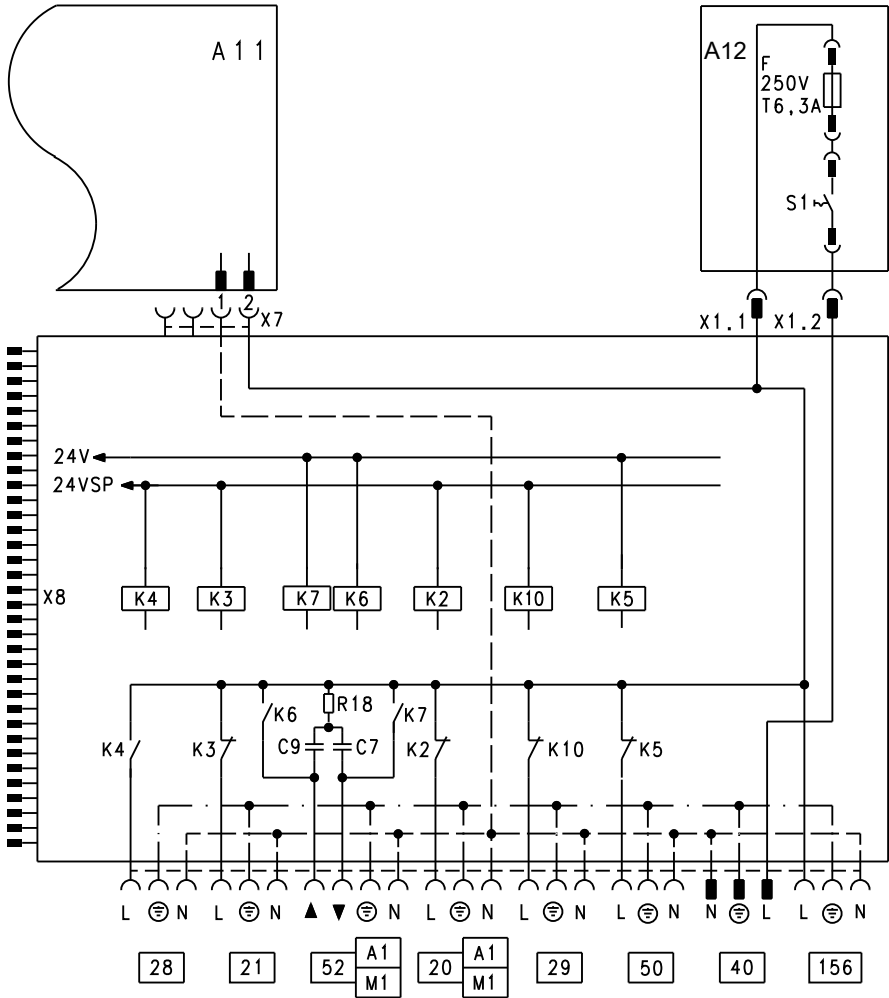 A11
A12
F
250V
T6,3A
S1
1 2
X7
X1.1 X1.2
24V
24VSP
X8
K4 K3 K7 K6 K2 K10 K5
K6 R18 K7
K4 K3 C9 C7 K2 K10 K5
L N L N ▲ ▼ N L N L N L N N L L N
28 21 52 A1 M1 20 A1 M1 29 50 40 156